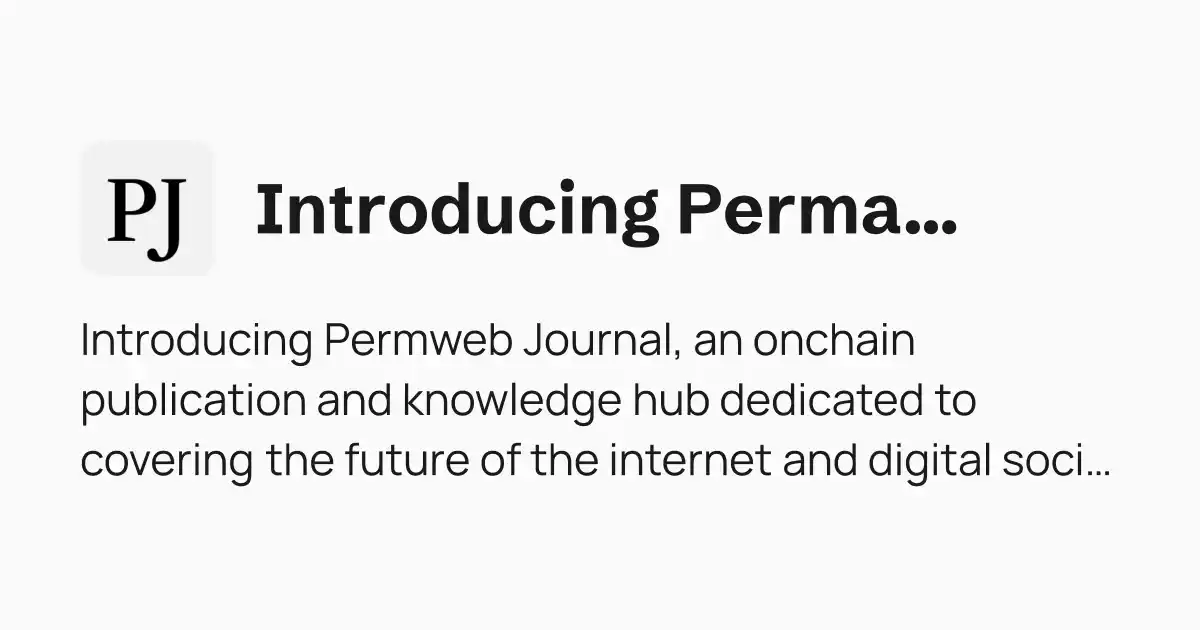 PJ
Introducing Perma...
Introducing Permweb Journal, an onchain
publication and knowledge hub dedicated to
covering the future of the internet and digital soci...